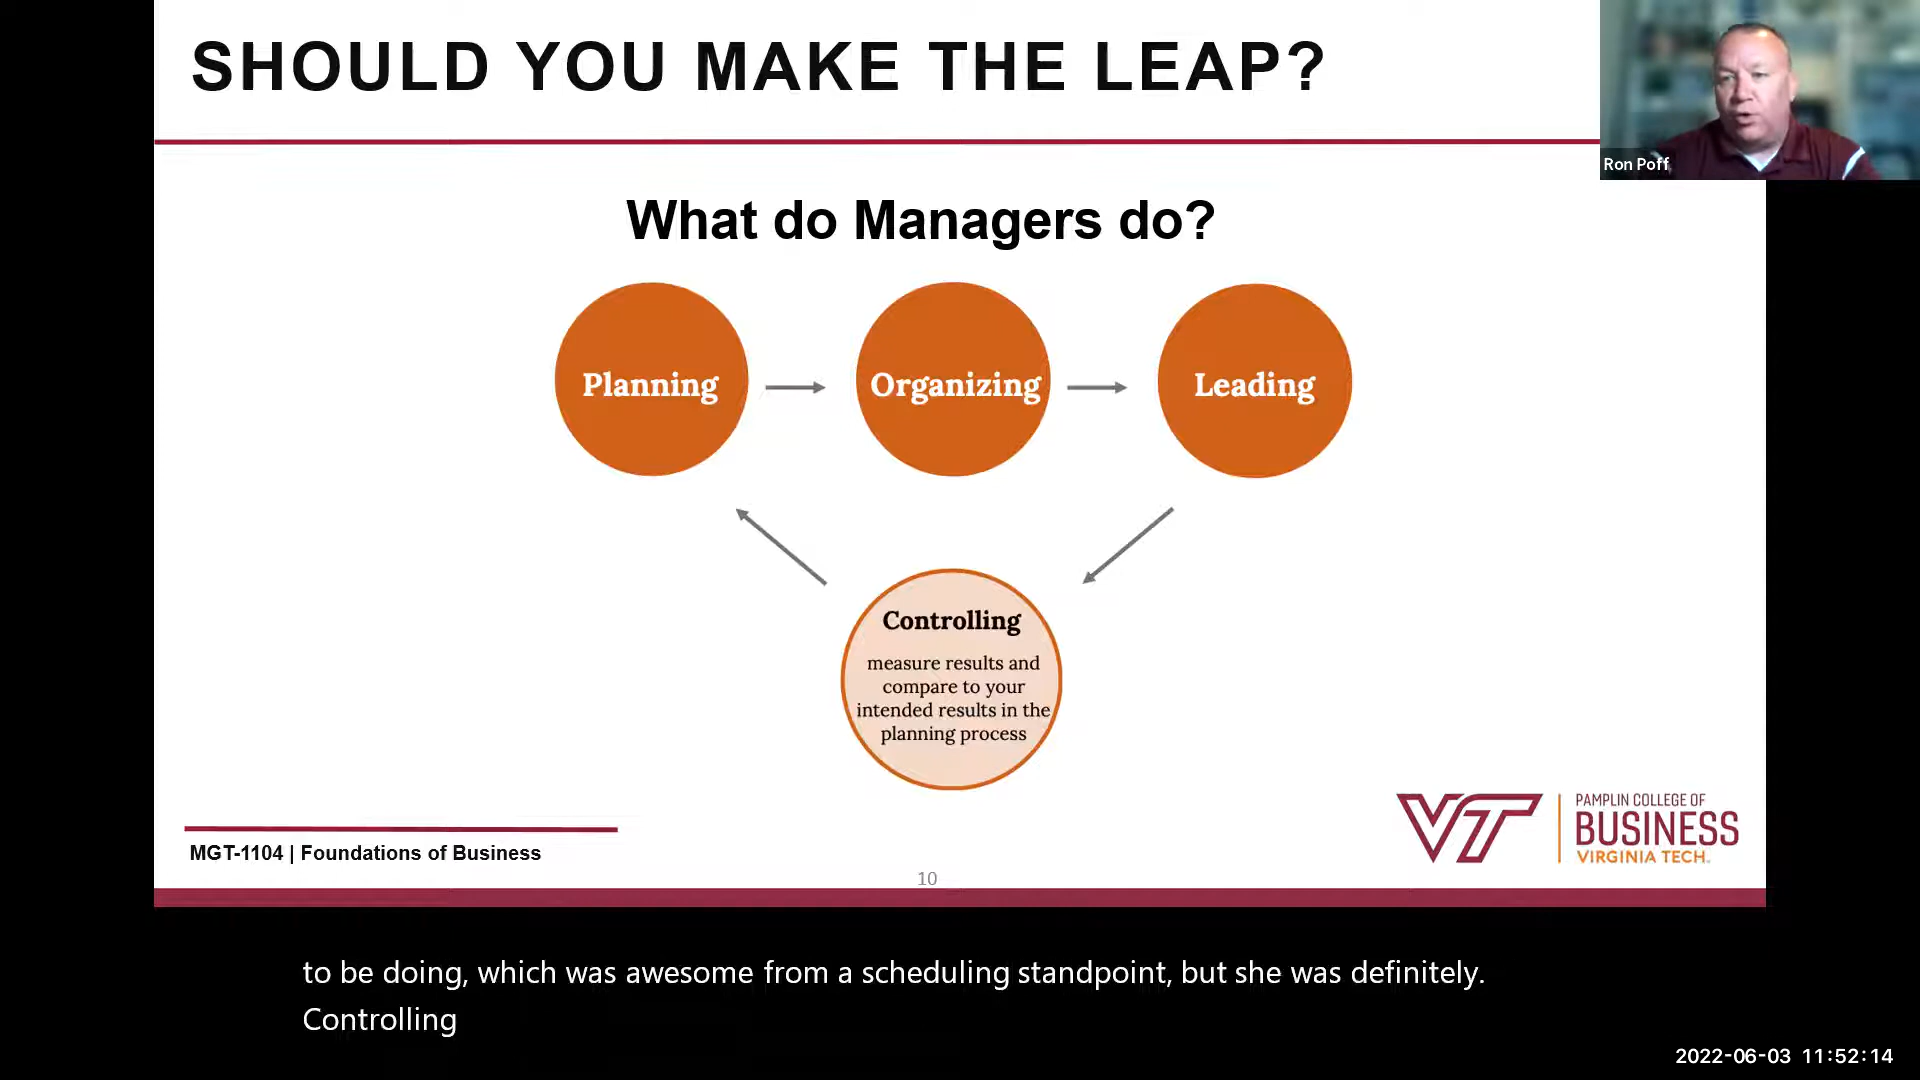 SHOULD YOU MAKE THE LEAP?
Ron Poff
What do Managers do?
Planning
Organizing
Leading
Controlling
measure results and
compare to your
intended results in the
planning process
MGT-1104 | Foundations of Business
10
VT
PAMPLIN COLLEGE OF
BUSINESS
VIRGINIA TECH.
to be doing, which was awesome from a scheduling standpoint, but she was definitely.
Controlling
2022-06-03 11:52:14